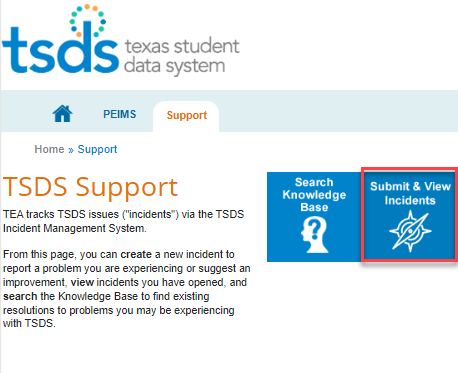 tsds texas student
data system
PEIMS Support
Home » Support
TSDS Support
TEA tracks TSDS issues ("incidents") via the TSDS
Incident Management System.
From this page, you can create a new incident to
report a problem you are experiencing or suggest an
improvement, view incidents you have opened, and
search the Knowledge Base to find existing
resolutions to problems you may be experiencing
with TSDS.
Search
Knowledge
Base
Submit & View
Incidents